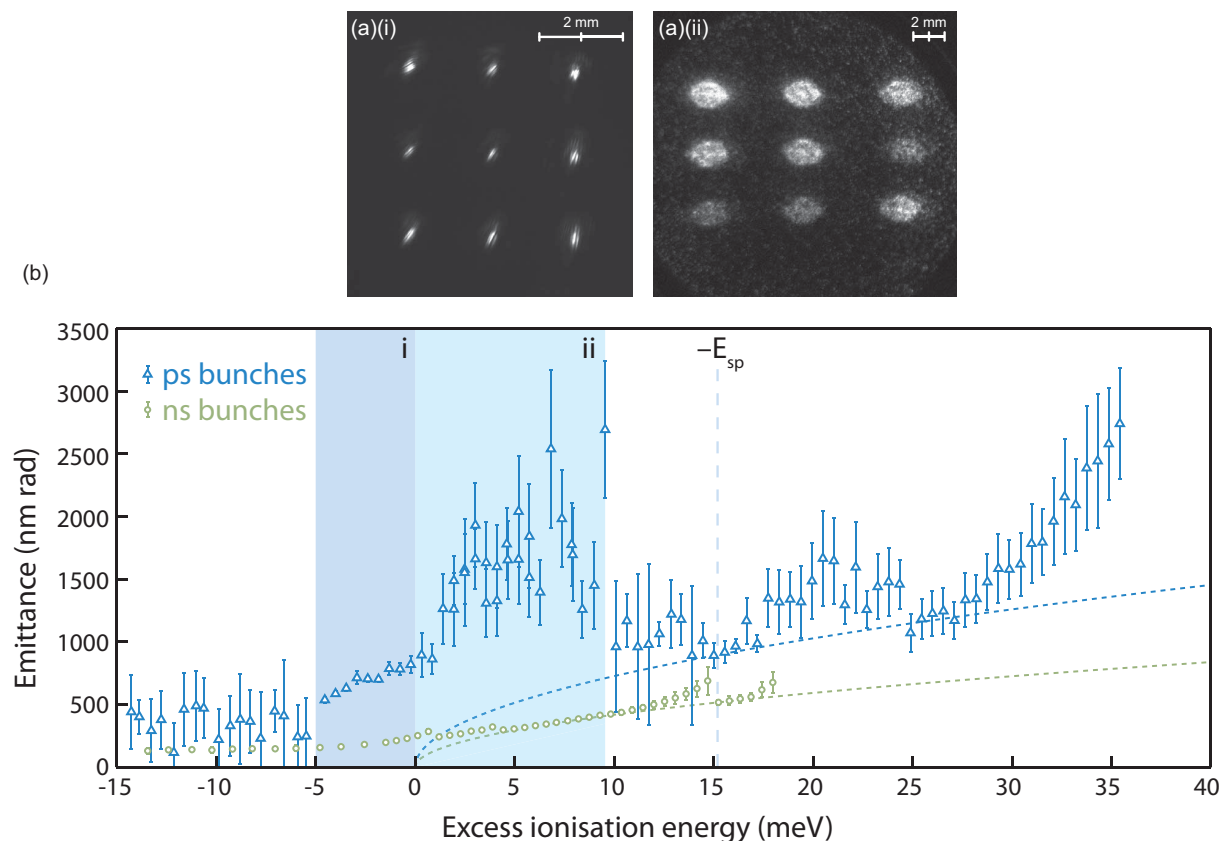 (a)(i)
2 mm
(a)(ii)
2 mm
(b)
3500
3000
2500
2000
1500
1000
500
0
Emittance (nm rad)
ps bunches
ns bunches
i
ii
–E_sp
-15
-10
-5
0
5
10
15
20
25
30
35
40
Excess ionisation energy (meV)